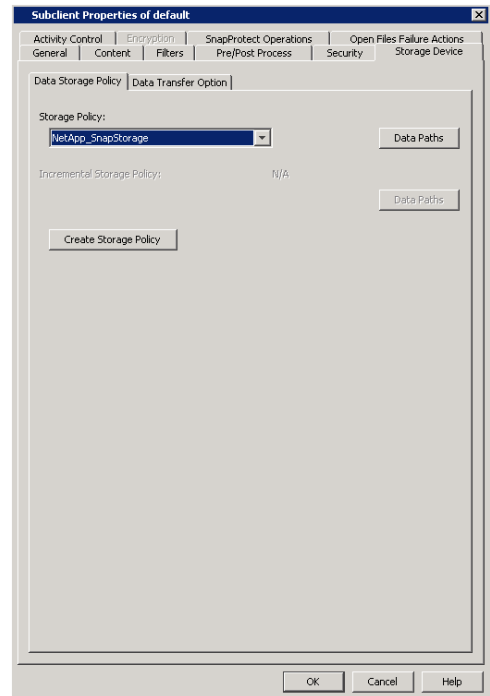 Subclient Properties of default
Activity Control Encryption SnapProtect Operations Open Files Failure Actions
General Content Filters Pre/Post Process Security Storage Device
Data Storage Policy Data Transfer Option
Storage Policy:
NetApp_SnapStorage Data Paths
Incremental Storage Policy: N/A
Data Paths
Create Storage Policy
OK Cancel Help